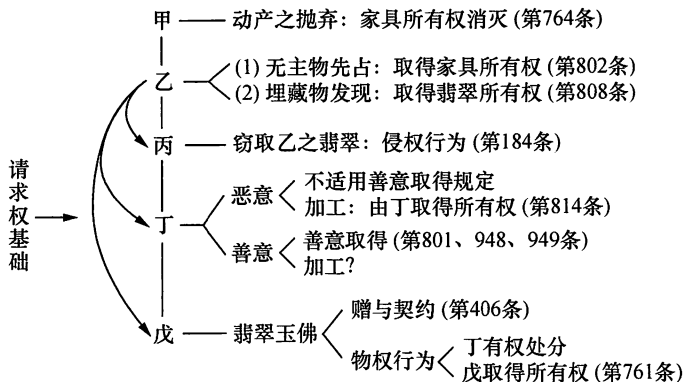 甲 动产之抛弃：家具所有权消灭 (第764条)
乙 (1) 无主物先占：取得家具所有权 (第802条)
(2) 埋藏物发现：取得翡翠所有权 (第808条)
丙 窃取乙之翡翠：侵权行为 (第184条)
请求权基础
丁 恶意 不适用善意取得规定
加工：由丁取得所有权 (第814条)
善意 善意取得 (第801、948、949条)
加工?
戊 翡翠玉佛 赠与契约 (第406条)
物权行为 丁有权处分
戊取得所有权 (第761条)